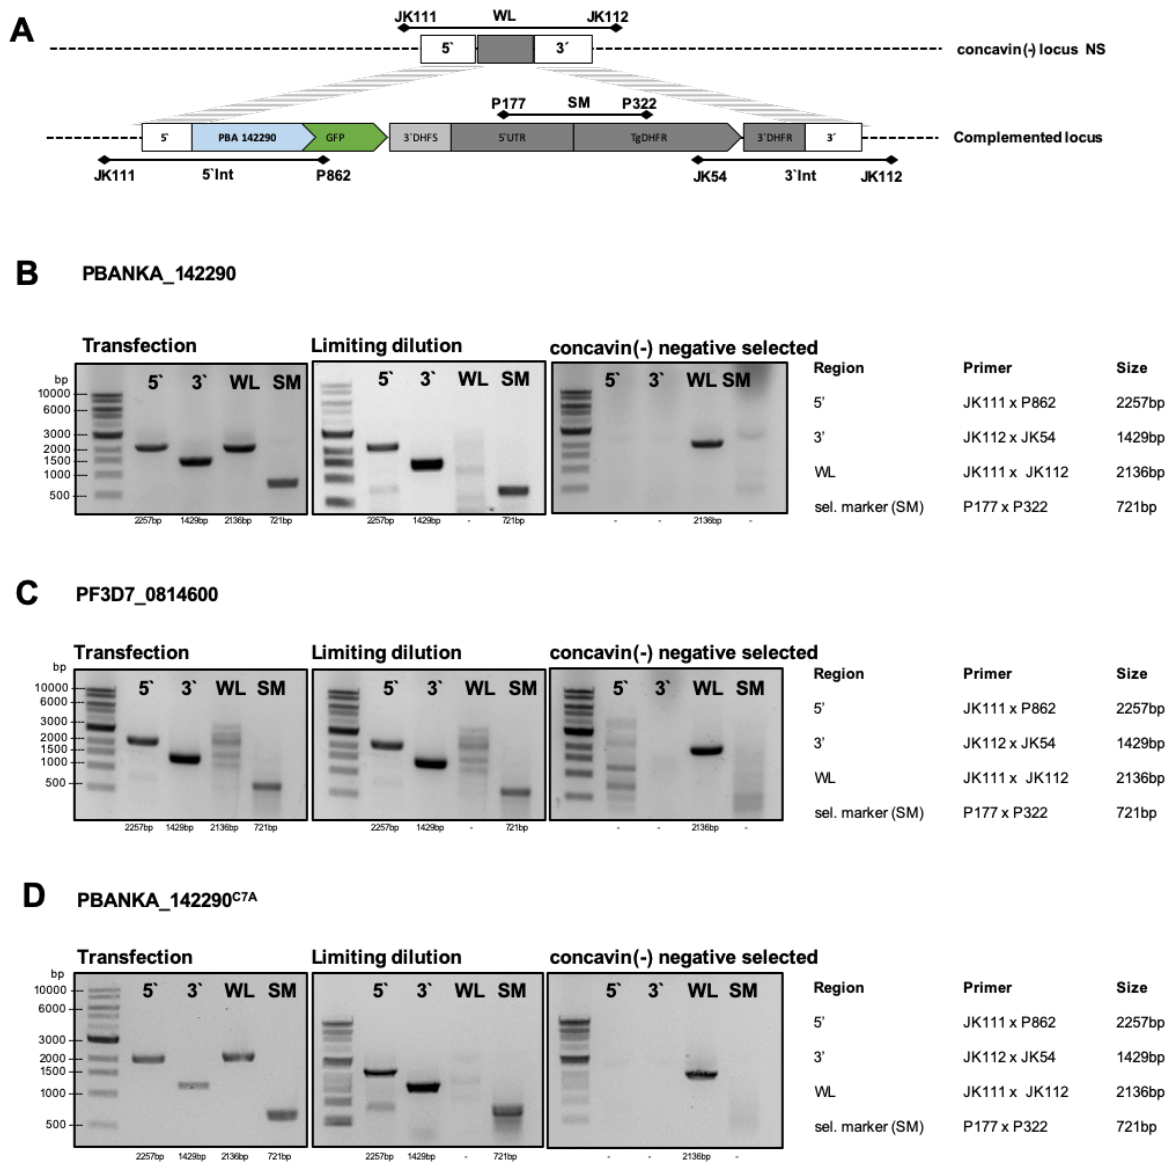 A
JK111 WL JK112
5` 3´ concavin(-) locus NS
P177 SM P322
5` PBA 142290 GFP 3`DHFS 5`UTR TgDHFR 3`DHFR 3´ Complemented locus
JK111 5`Int P862 JK54 3`Int JK112
B PBANKA_142290
Transfection Limiting dilution concavin(-) negative selected
bp 5` 3` WL SM 5` 3` WL SM 5` 3` WL SM Region Primer Size
10000
6000 5’ JK111 x P862 2257bp
3000 3’ JK112 x JK54 1429bp
2000
1500
1000 WL JK111 x JK112 2136bp
500 sel. marker (SM) P177 x P322 721bp
2257bp 1429bp 2136bp 721bp 2257bp 1429bp - 721bp - - 2136bp -
C PF3D7_0814600
Transfection Limiting dilution concavin(-) negative selected
bp 5` 3` WL SM 5` 3` WL SM 5` 3` WL SM Region Primer Size
10000
6000 5’ JK111 x P862 2257bp
3000
2000 3’ JK112 x JK54 1429bp
1500
1000
500 WL JK111 x JK112 2136bp
sel. marker (SM) P177 x P322 721bp
2257bp 1429bp 2136bp 721bp 2257bp 1429bp - 721bp - - 2136bp -
D PBANKA_142290C7A
Transfection Limiting dilution concavin(-) negative selected
bp 5` 3` WL SM 5` 3` WL SM 5` 3` WL SM Region Primer Size
10000
6000 5’ JK111 x P862 2257bp
3000
2000 3’ JK112 x JK54 1429bp
1500
1000 WL JK111 x JK112 2136bp
500 sel. marker (SM) P177 x P322 721bp
2257bp 1429bp 2136bp 721bp 2257bp 1429bp - 721bp - - 2136bp -